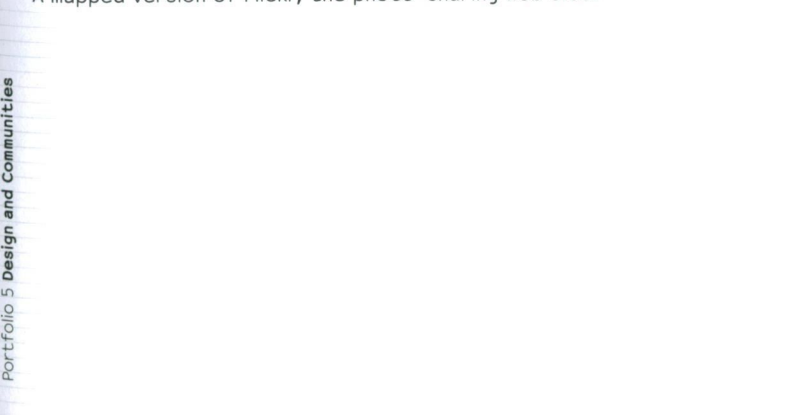 A mapped version of Flickr, the photo-sharing
Portfolio 5 Design and Communities